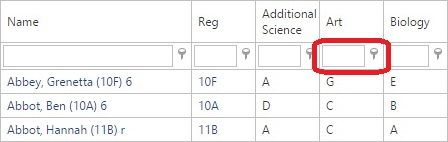 Name Reg Additional Science Art Biology
Abbey, Grenetta (10F) 6 10F A G E
Abbot, Ben (10A) 6 10A D C B
Abbot, Hannah (11B) r 11B A C A